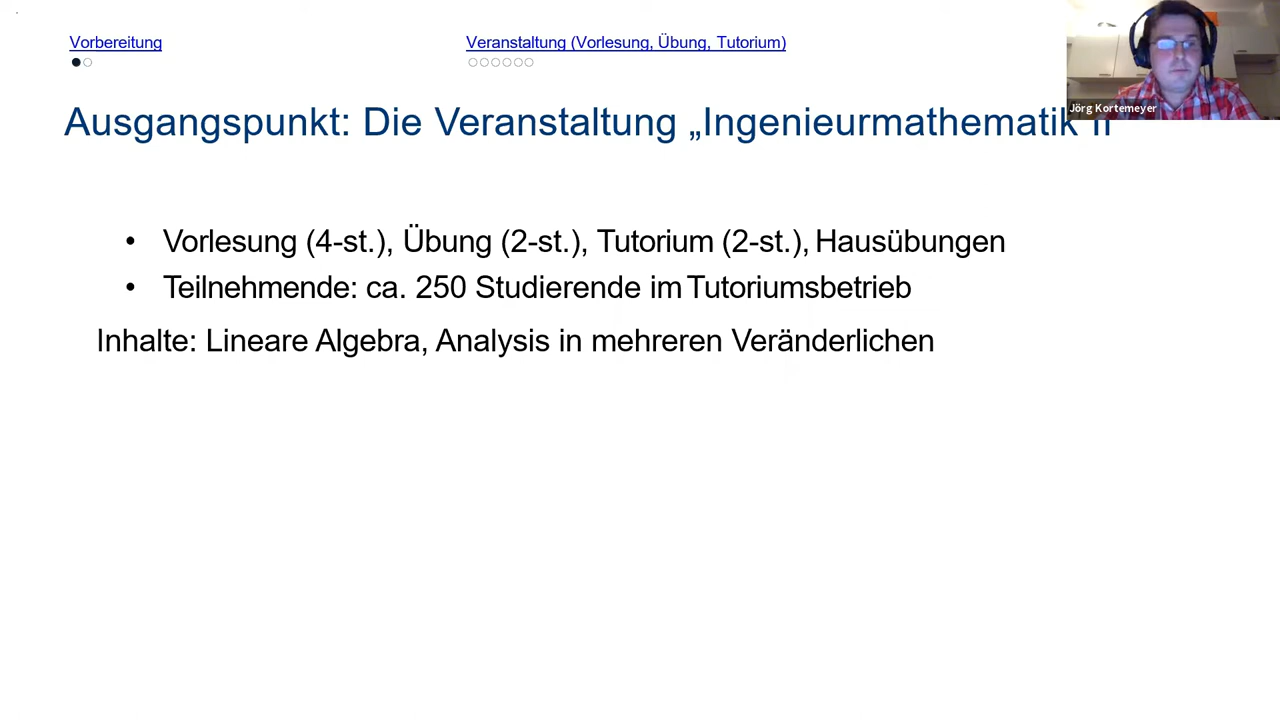 Vorbereitung
Veranstaltung (Vorlesung, Übung, Tutorium)
Jörg Kortemeyer
Ausgangspunkt: Die Veranstaltung „Ingenieurmathematik II
• Vorlesung (4-st.), Übung (2-st.), Tutorium (2-st.), Hausübungen
• Teilnehmende: ca. 250 Studierende im Tutoriumsbetrieb
Inhalte: Lineare Algebra, Analysis in mehreren Veränderlichen